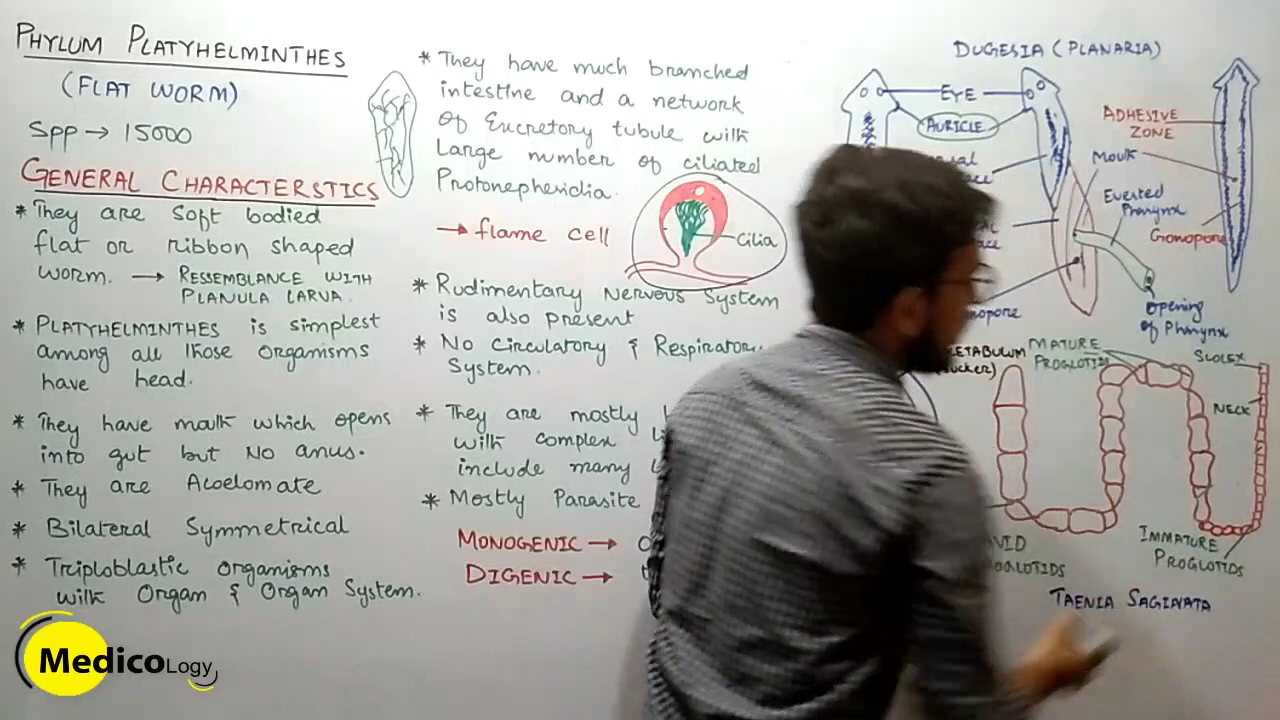 PHYLUM PLATYHELMINTHES
(FLAT WORM)
Spp → 15000
GENERAL CHARACTERSTICS
* They are soft bodied
flat or ribbon shaped
worm. → RESSEMBLANCE WITH
PLANULA LARVA.
* PLATYHELMINTHES is simplest
among all those organisms
have head.
* They have mouth which opens
into gut but NO anus.
* They are Acoelomate
* Bilateral Symmetrical
* Triploblastic organisms
with Organ & Organ System.
* They have much branched
intestine and a network
of Excretory tubule with
Large number of ciliated
Protonepheridia.
→ flame cell
Cilia
* Rudimentary Nervous System
is also present
* No Circulatory & Respiratory
System.
* They are mostly
with complex
include many
* Mostly Parasite
MONOGENIC →
DIGENIC →
DUGESIA (PLANARIA)
EYE
AURICLE
ADHESIVE
ZONE
Mouth
Everted
Pharynx
Gonopore
Opening
of Pharynx
MATURE
PROGLOTIDS
SCOLEX
NECK
IMMATURE
PROGLOTIDS
TAENIA SAGINATA
MedicoLogy